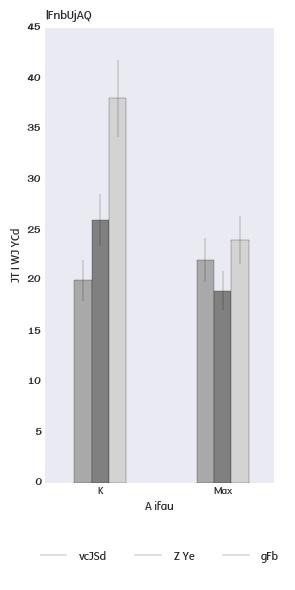 lFnbUjAQ
45
40
35
30
25
20
15
10
5
0
JT I WJ YCd
K
Max
A ifau
vcJSd
Z Ye
gFb